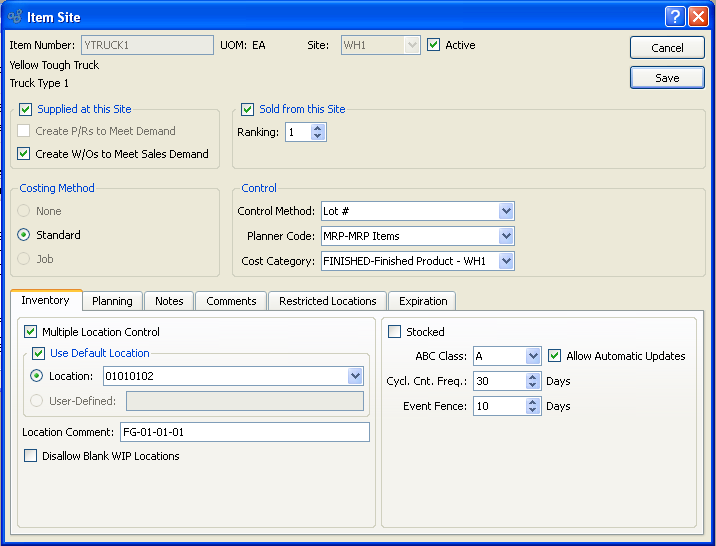 Item Site
Item Number: YTRUCK1 UOM: EA Site: WH1 Active
Cancel
Yellow Tough Truck
Truck Type 1
Save
Supplied at this Site
Create P/Rs to Meet Demand
Create W/Os to Meet Sales Demand
Sold from this Site
Ranking: 1
Costing Method
None
Standard
Job
Control
Control Method: Lot #
Planner Code: MRP-MRP Items
Cost Category: FINISHED-Finished Product - WH1
Inventory Planning Notes Comments Restricted Locations Expiration
Multiple Location Control
Use Default Location
Location: 01010102
User-Defined:
Location Comment: FG-01-01-01
Disallow Blank WIP Locations
Stocked
ABC Class: A Allow Automatic Updates
Cycl. Cnt. Freq.: 30 Days
Event Fence: 10 Days